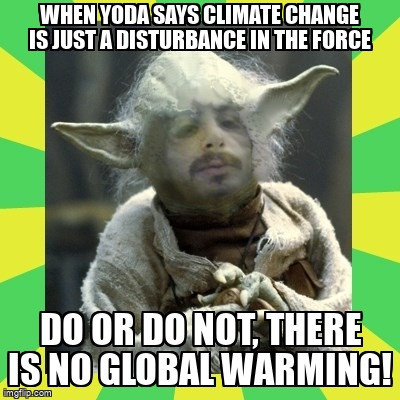 WHEN YODA SAYS CLIMATE CHANGE
IS JUST A DISTURBANCE IN THE FORCE
DO OR DO NOT, THERE
IS NO GLOBAL WARMING!
imgflip.com